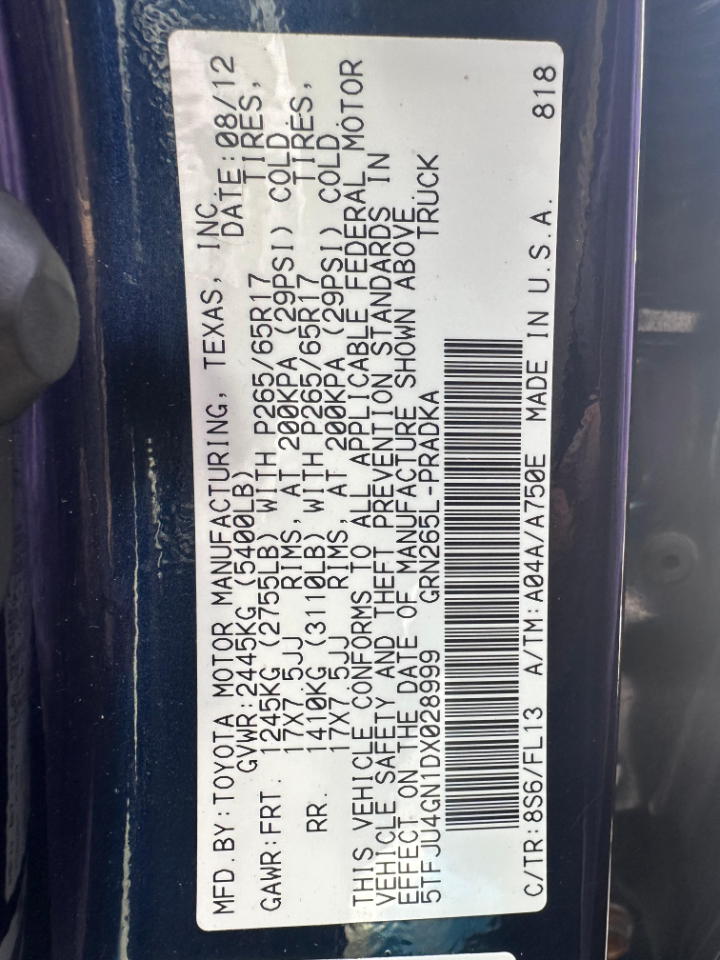 MFD.BY:TOYOTA MOTOR MANUFACTURING, TEXAS, INC.
GVWR:2445KG (5400LB) DATE:08/12
GAWR:FRT. 1245KG (2755LB) WITH P265/65R17 TIRES,
17X7.5JJ RIMS, AT 200KPA (29PSI) COLD
RR. 1410KG (3110LB) WITH P265/65R17 TIRES,
17X7.5JJ RIMS, AT 200KPA (29PSI) COLD
THIS VEHICLE CONFORMS TO ALL APPLICABLE FEDERAL MOTOR
VEHICLE SAFETY AND THEFT PREVENTION STANDARDS IN
EFFECT ON THE DATE OF MANUFACTURE SHOWN ABOVE.
5TFJU4GN1DX028999 GRN265L-PRADKA TRUCK
C/TR:8S6/FL13 A/TM:A04A/A750E MADE IN U.S.A. 818